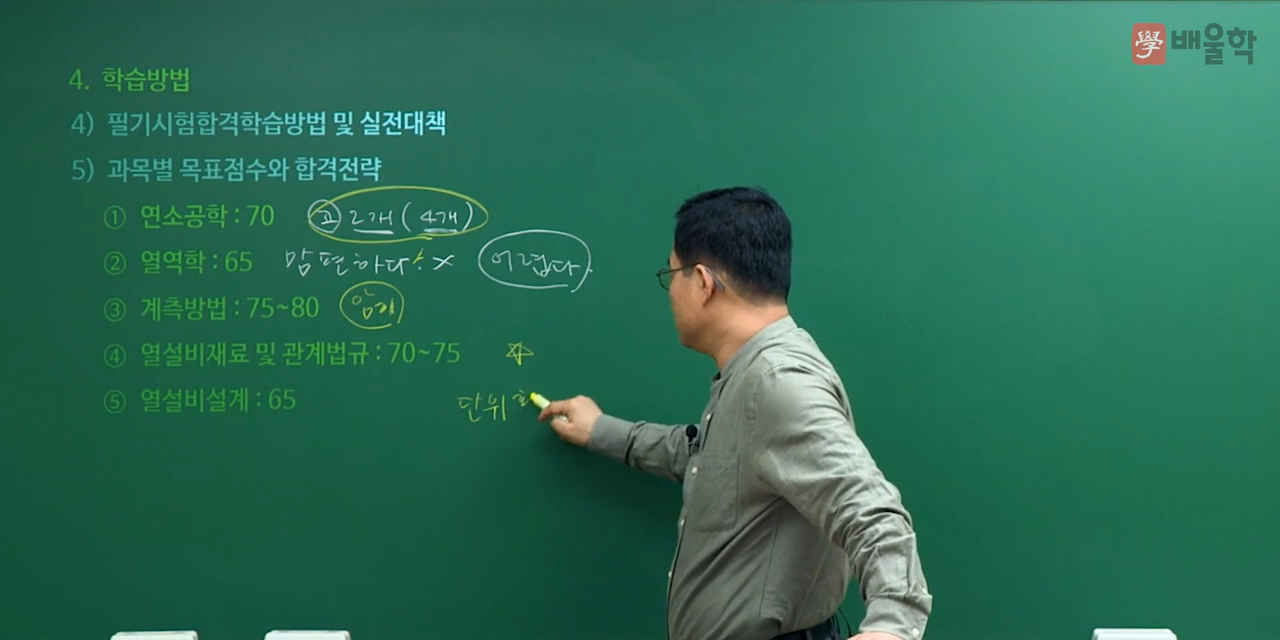 學 배울학
4. 학습방법
4) 필기시험합격학습방법 및 실전대책
5) 과목별 목표점수와 합격전략
① 연소공학 : 70 공 2개 ( 4개 )
② 열역학 : 65 만편하다! × 어렵다.
③ 계측방법 : 75~80 암기
④ 열설비재료 및 관계법규 : 70~75 ☆
⑤ 열설비설계 : 65 단위